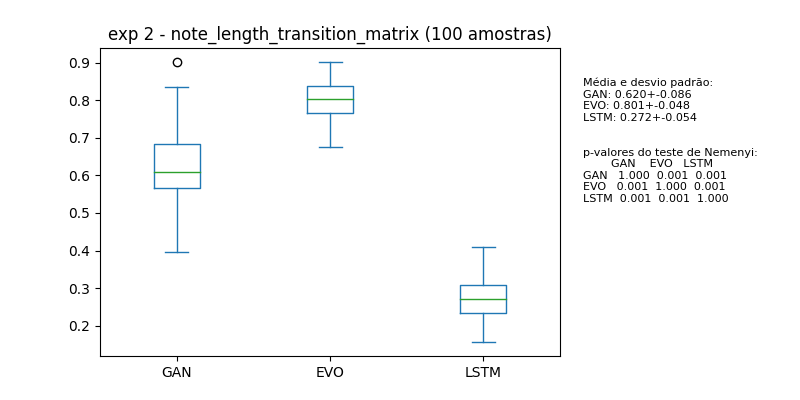 exp 2 - note_length_transition_matrix (100 amostras)
0.9
0.8
0.7
0.6
0.5
0.4
0.3
0.2
GAN EVO LSTM
Média e desvio padrão:
GAN: 0.620+-0.086
EVO: 0.801+-0.048
LSTM: 0.272+-0.054
p-valores do teste de Nemenyi:
GAN EVO LSTM
GAN 1.000 0.001 0.001
EVO 0.001 1.000 0.001
LSTM 0.001 0.001 1.000